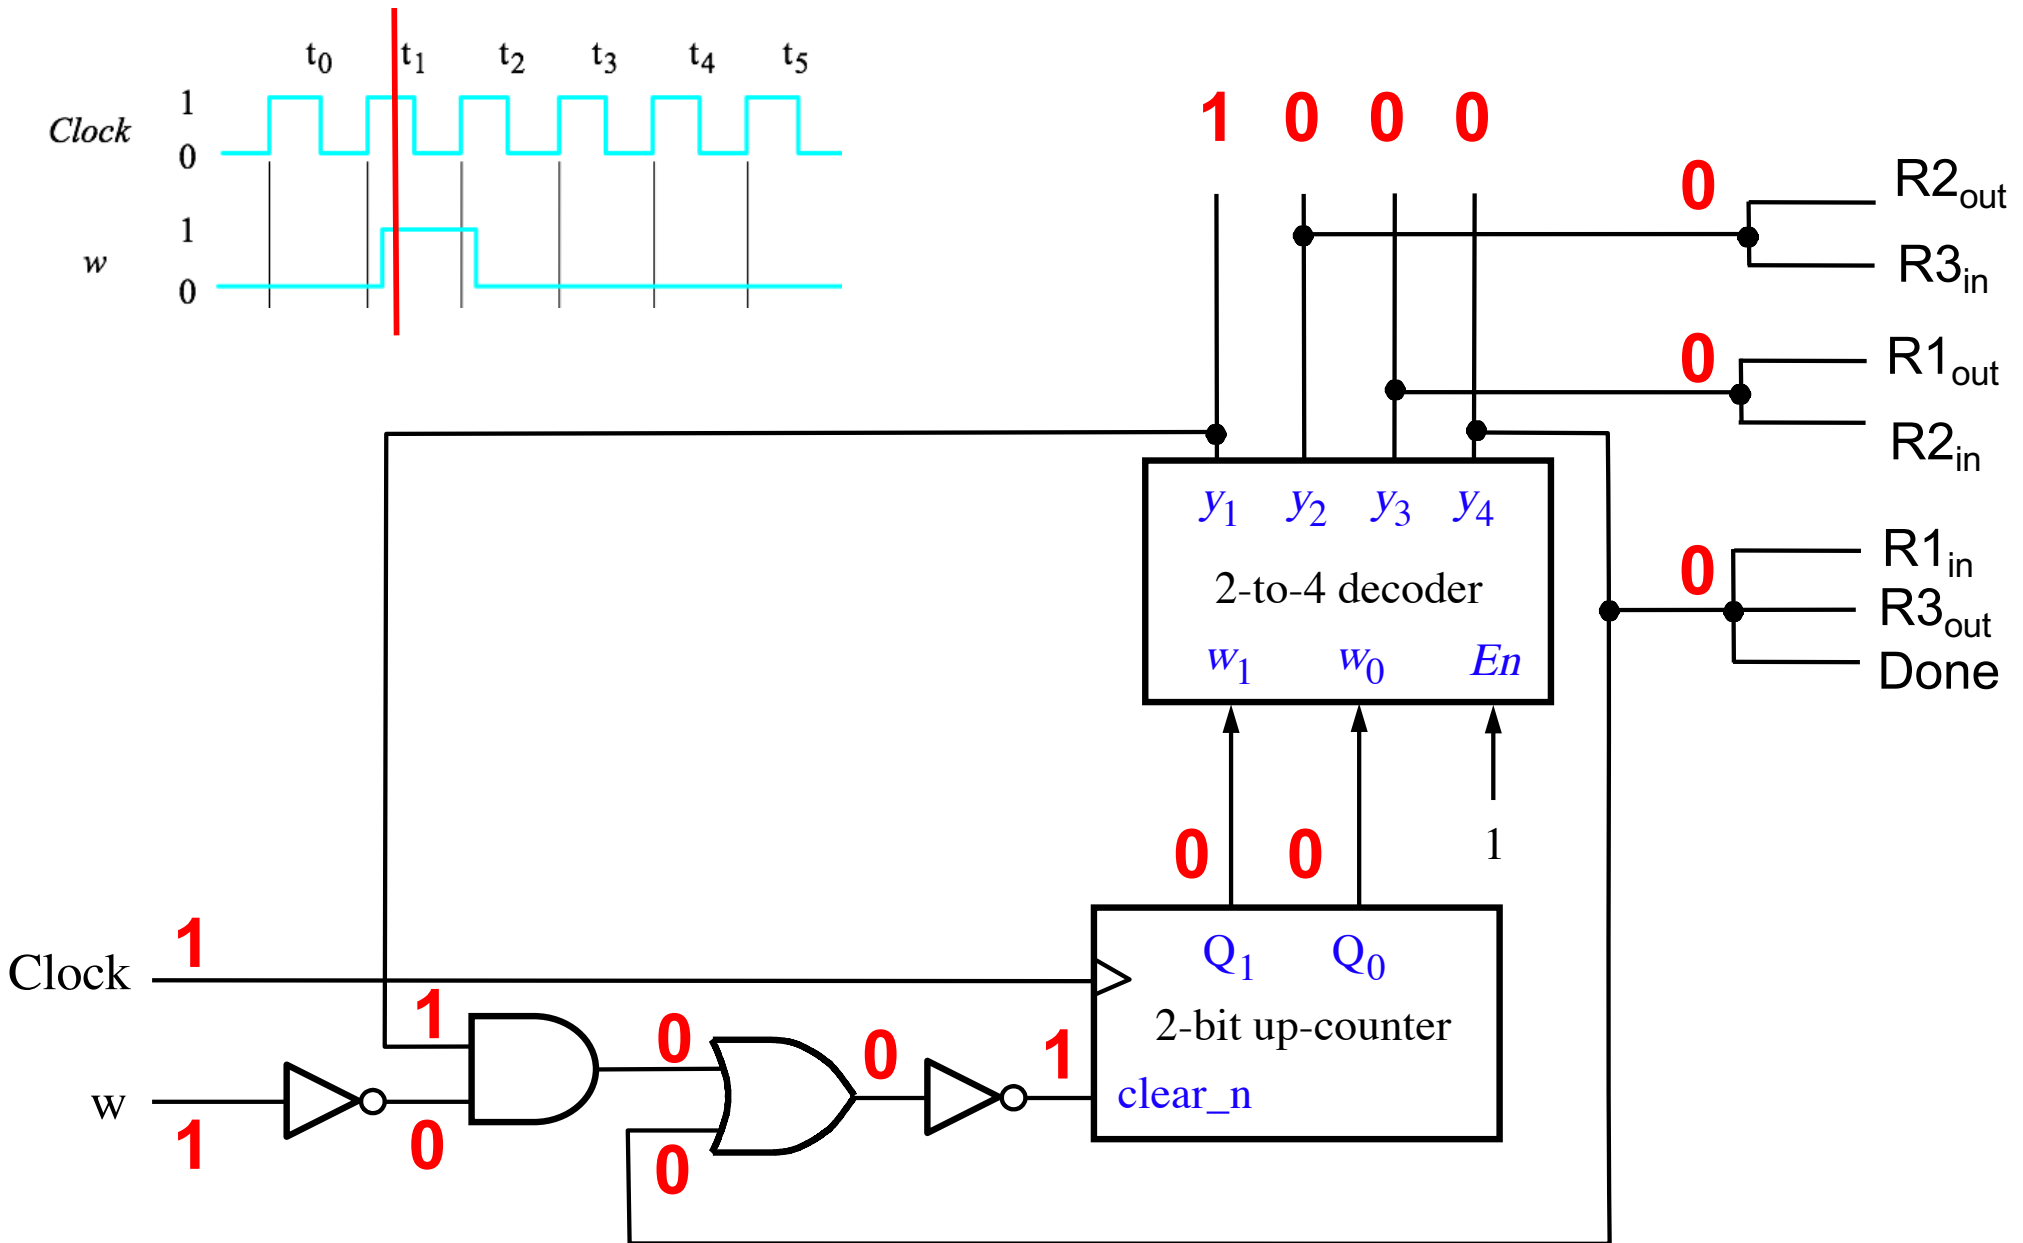 t0 t1 t2 t3 t4 t5
1
Clock
0
1
w
0
1 0 0 0
0
R2out
R3in
0
R1out
R2in
y1 y2 y3 y4
2-to-4 decoder
w1 w0 En
0
R1in
R3out
Done
0 0 1
Q1 Q0
2-bit up-counter
clear_n
1
Clock
1 0 0 1
w
1 0 0